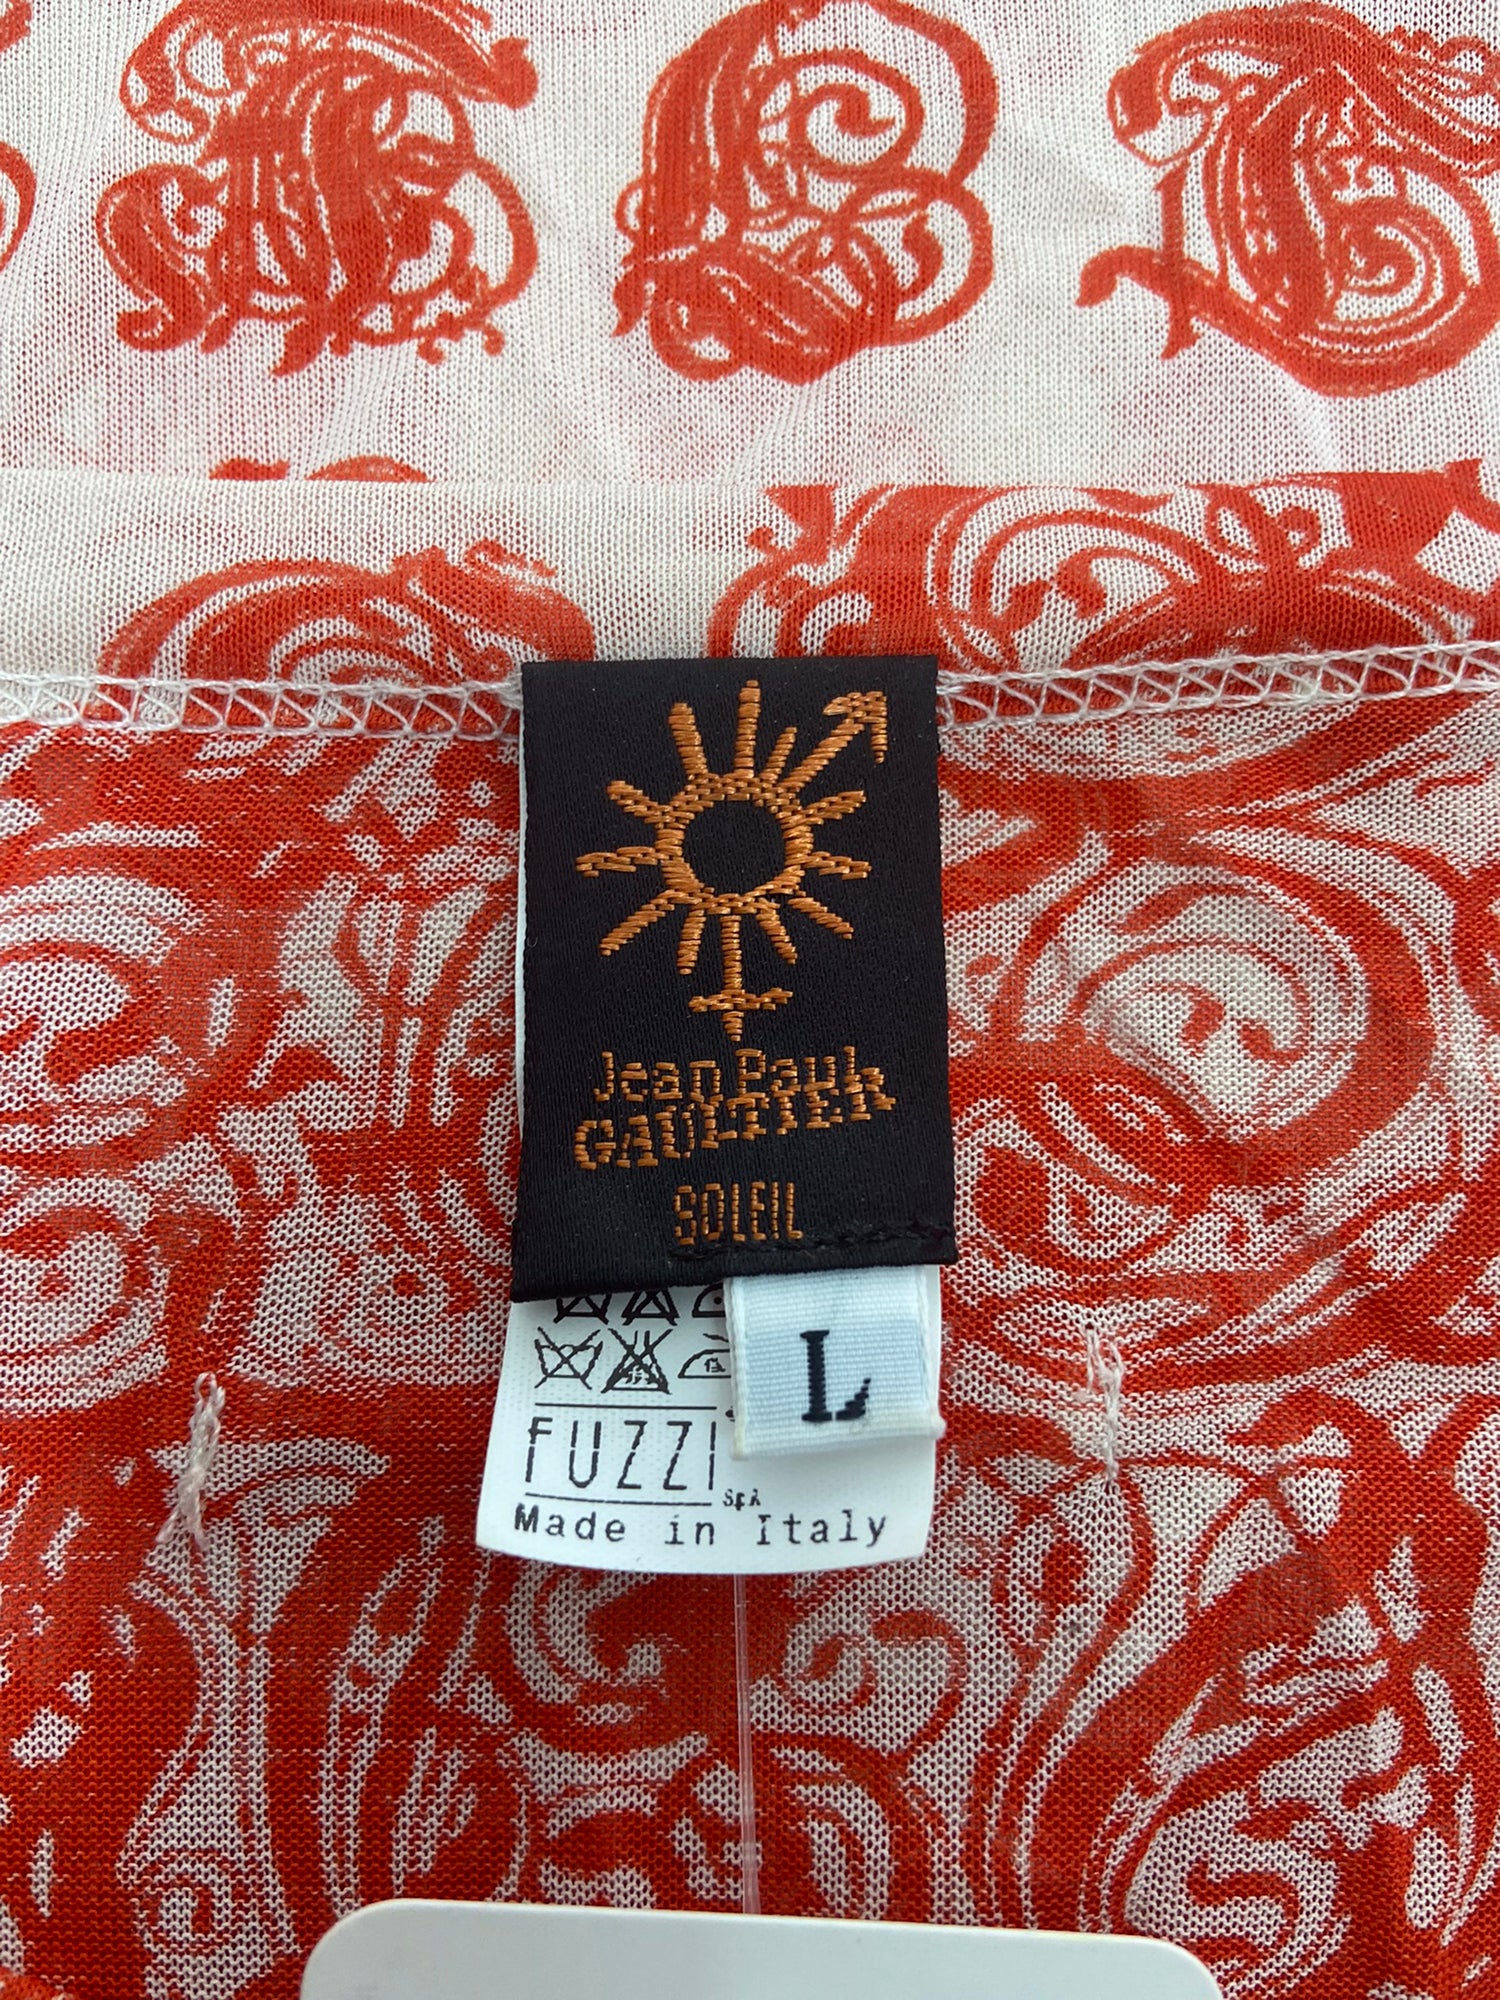 Jean Paul
GAULTIER
SOLEIL
L
FUZZI
SpA
Made in Italy